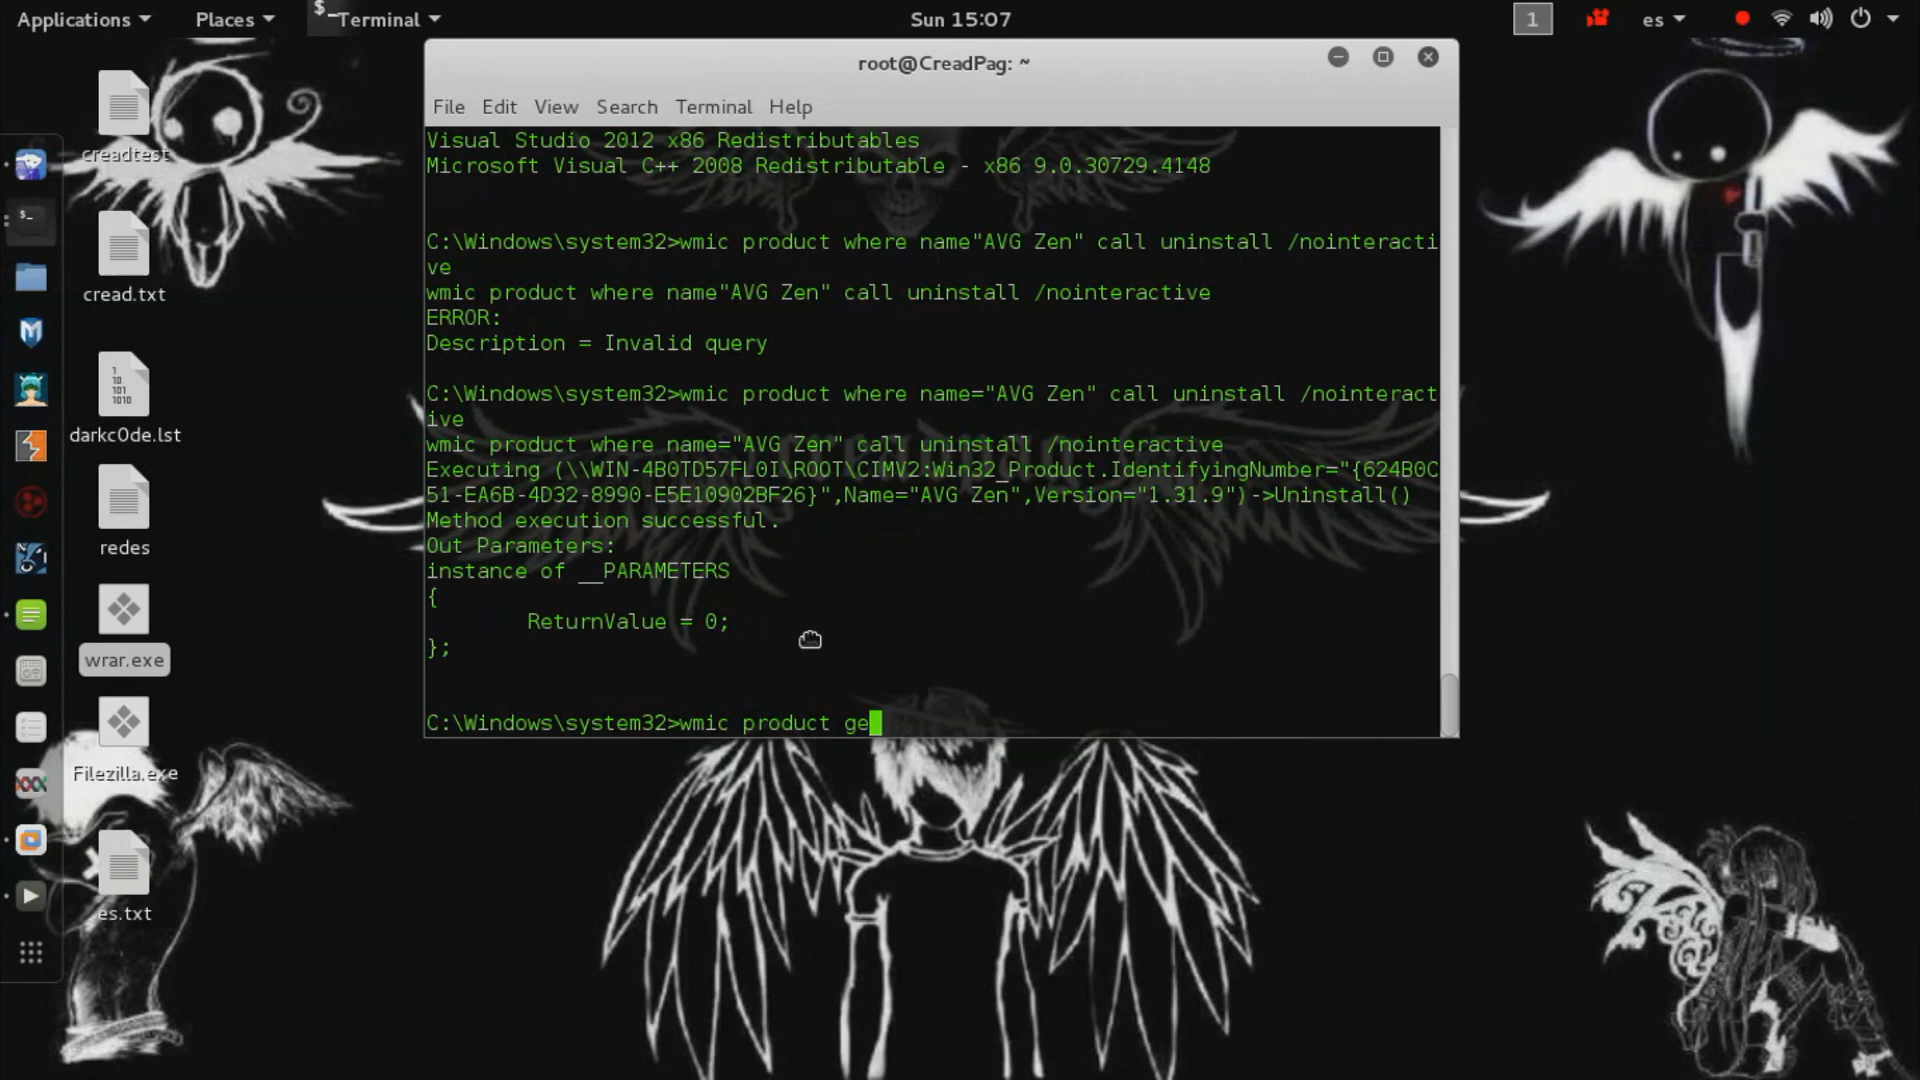 Applications Places $_ Terminal Sun 15:07 1 es
root@CreadPag: ~
File Edit View Search Terminal Help
Visual Studio 2012 x86 Redistributables
Microsoft Visual C++ 2008 Redistributable - x86 9.0.30729.4148
C:\Windows\system32>wmic product where name"AVG Zen" call uninstall /nointeracti
ve
wmic product where name"AVG Zen" call uninstall /nointeractive
ERROR:
Description = Invalid query
C:\Windows\system32>wmic product where name="AVG Zen" call uninstall /nointeract
ive
wmic product where name="AVG Zen" call uninstall /nointeractive
Executing (\\WIN-4B0TD57FL0I\ROOT\CIMV2:Win32_Product.IdentifyingNumber="{624B0C
51-EA6B-4D32-8990-E5E10902BF26}",Name="AVG Zen",Version="1.31.9")->Uninstall()
Method execution successful.
Out Parameters:
instance of __PARAMETERS
{
ReturnValue = 0;
};
C:\Windows\system32>wmic product ge
creadtest
cread.txt
1
10
101
1010
darkc0de.lst
redes
wrar.exe
Filezilla.exe
es.txt